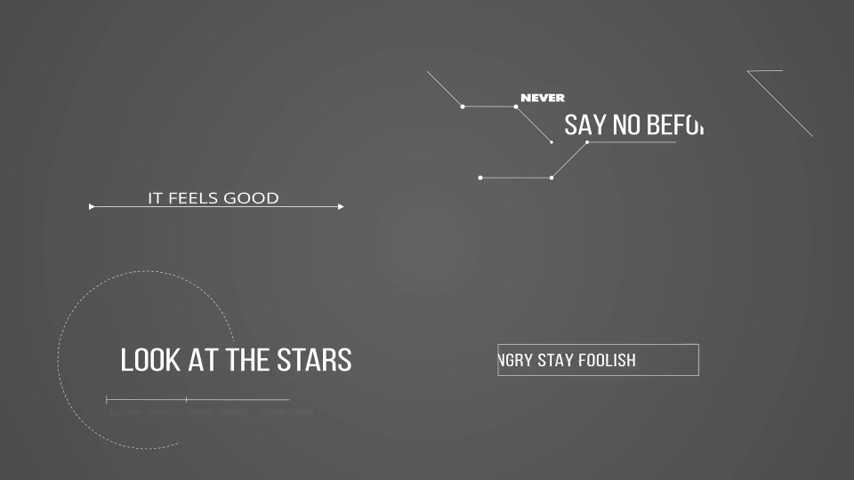 NEVER
SAY NO BEFO
IT FEELS GOOD
LOOK AT THE STARS
NGRY STAY FOOLISH